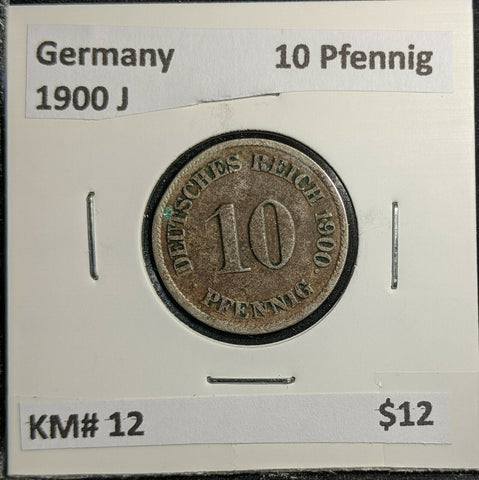 Germany 10 Pfennig
1900 J
DEUTSCHES REICH 1900
10
PFENNIG
KM# 12 $12